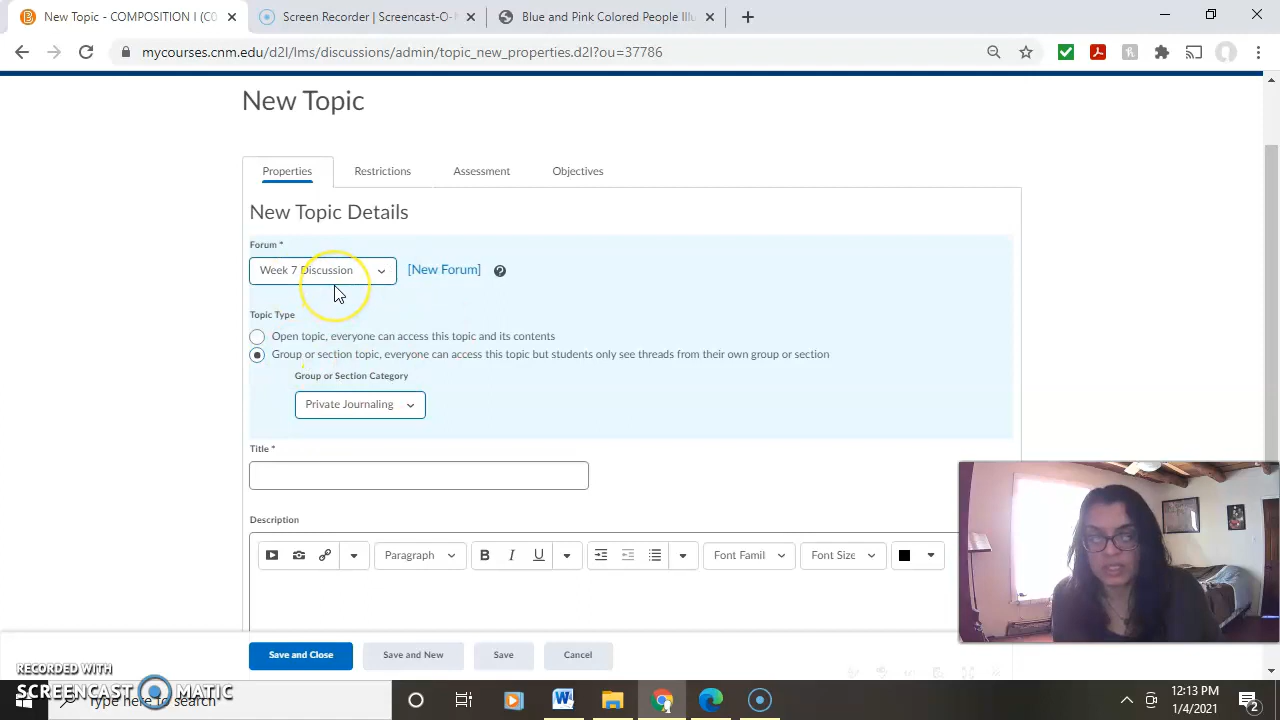 New Topic - COMPOSITION I (CO
Screen Recorder | Screencast-O-M
Blue and Pink Colored People Illu
mycourses.cnm.edu/d2l/lms/discussions/admin/topic_new_properties.d2l?ou=37786
New Topic
Properties
Restrictions
Assessment
Objectives
New Topic Details
Forum *
Week 7 Discussion
[New Forum]
Topic Type
Open topic, everyone can access this topic and its contents
Group or section topic, everyone can access this topic but students only see threads from their own group or section
Group or Section Category
Private Journaling
Title *
Description
Paragraph
B I U
Font Famil
Font Size
Save and Close
Save and New
Save
Cancel
RECORDED WITH
SCREENCAST MATIC
Type here to search
12:13 PM
1/4/2021
2